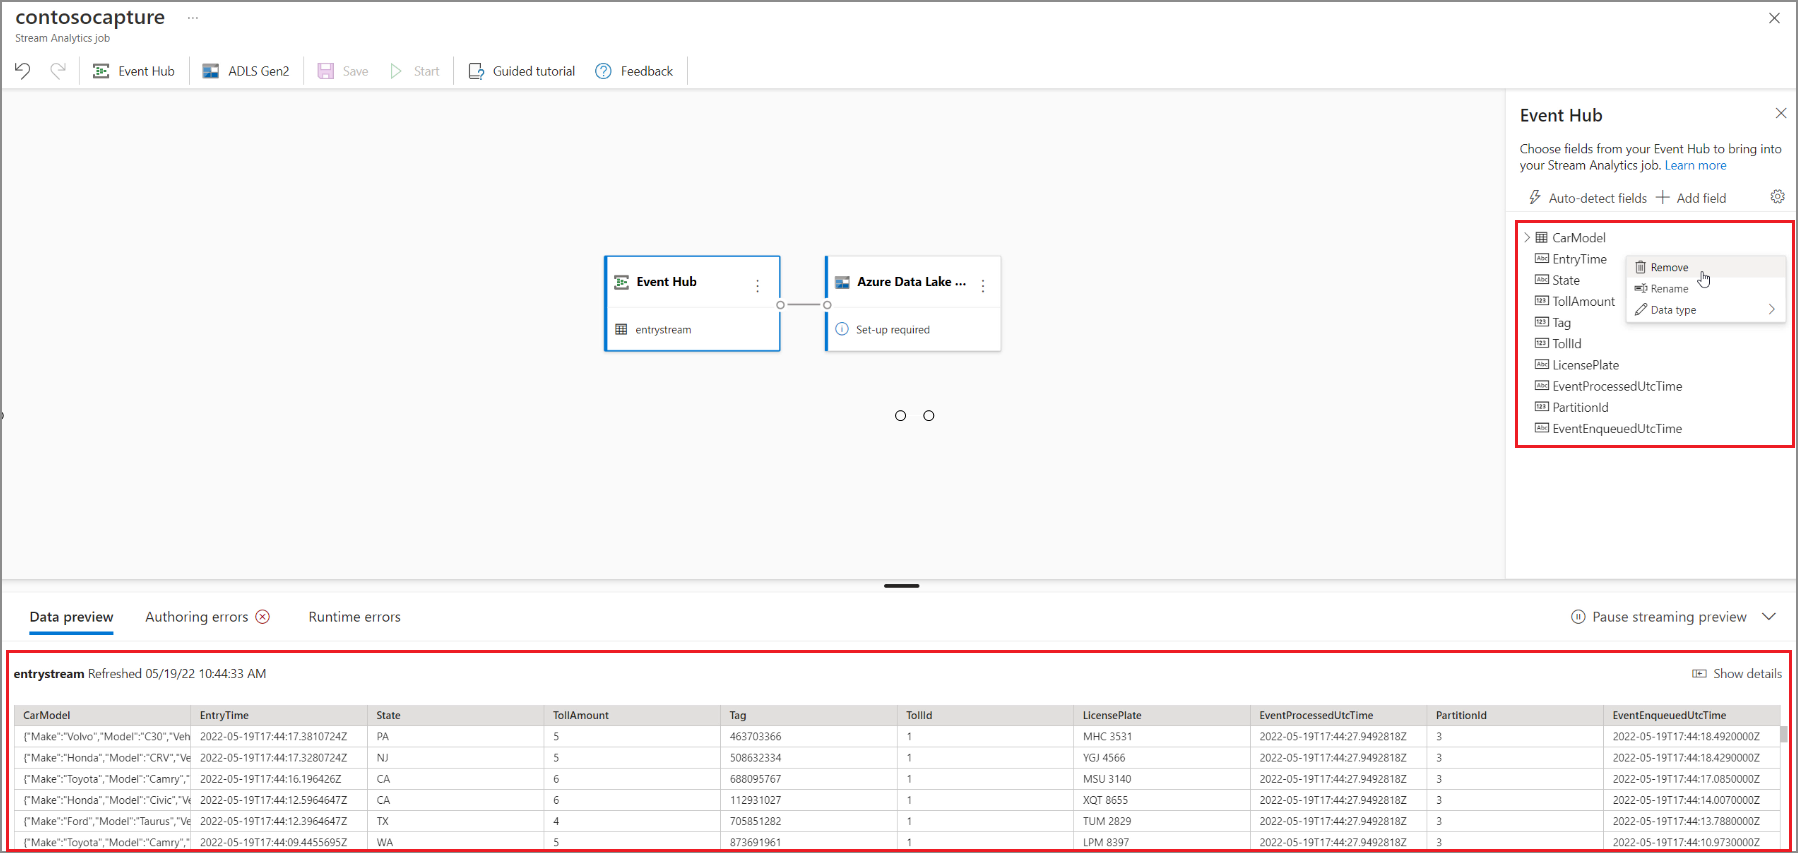 contosocapture ...
Stream Analytics job
Event Hub ADLS Gen2 Save Start Guided tutorial Feedback
Event Hub
Choose fields from your Event Hub to bring into
your Stream Analytics job. Learn more
Auto-detect fields Add field
CarModel
EntryTime
State
TollAmount
Tag
TollId
LicensePlate
EventProcessedUtcTime
PartitionId
EventEnqueuedUtcTime
Remove
Rename
Data type
Event Hub
entrystream
Azure Data Lake ...
Set-up required
Data preview Authoring errors Runtime errors Pause streaming preview
entrystream Refreshed 05/19/22 10:44:33 AM Show details
CarModel EntryTime State TollAmount Tag TollId LicensePlate EventProcessedUtcTime PartitionId EventEnqueuedUtcTime
{"Make":"Volvo","Model":"C30","Veh 2022-05-19T17:44:17.3810724Z PA 5 463703366 1 MHC 3531 2022-05-19T17:44:27.9492818Z 3 2022-05-19T17:44:18.4920000Z
{"Make":"Honda","Model":"CRV","Ve 2022-05-19T17:44:17.3280724Z NJ 5 508632334 1 YGJ 4566 2022-05-19T17:44:27.9492818Z 3 2022-05-19T17:44:18.4290000Z
{"Make":"Toyota","Model":"Camry"," 2022-05-19T17:44:16.196426Z CA 6 688095767 1 MSU 3140 2022-05-19T17:44:27.9492818Z 3 2022-05-19T17:44:17.0850000Z
{"Make":"Honda","Model":"Civic","Ve 2022-05-19T17:44:12.5964647Z CA 6 112931027 1 XQT 8655 2022-05-19T17:44:27.9492818Z 3 2022-05-19T17:44:14.0070000Z
{"Make":"Ford","Model":"Taurus","Ve 2022-05-19T17:44:12.3964647Z TX 4 705851282 1 TUM 2829 2022-05-19T17:44:27.9492818Z 3 2022-05-19T17:44:13.7880000Z
{"Make":"Toyota","Model":"Camry"," 2022-05-19T17:44:09.4455695Z WA 5 873691961 1 LPM 8397 2022-05-19T17:44:27.9492818Z 3 2022-05-19T17:44:10.9730000Z